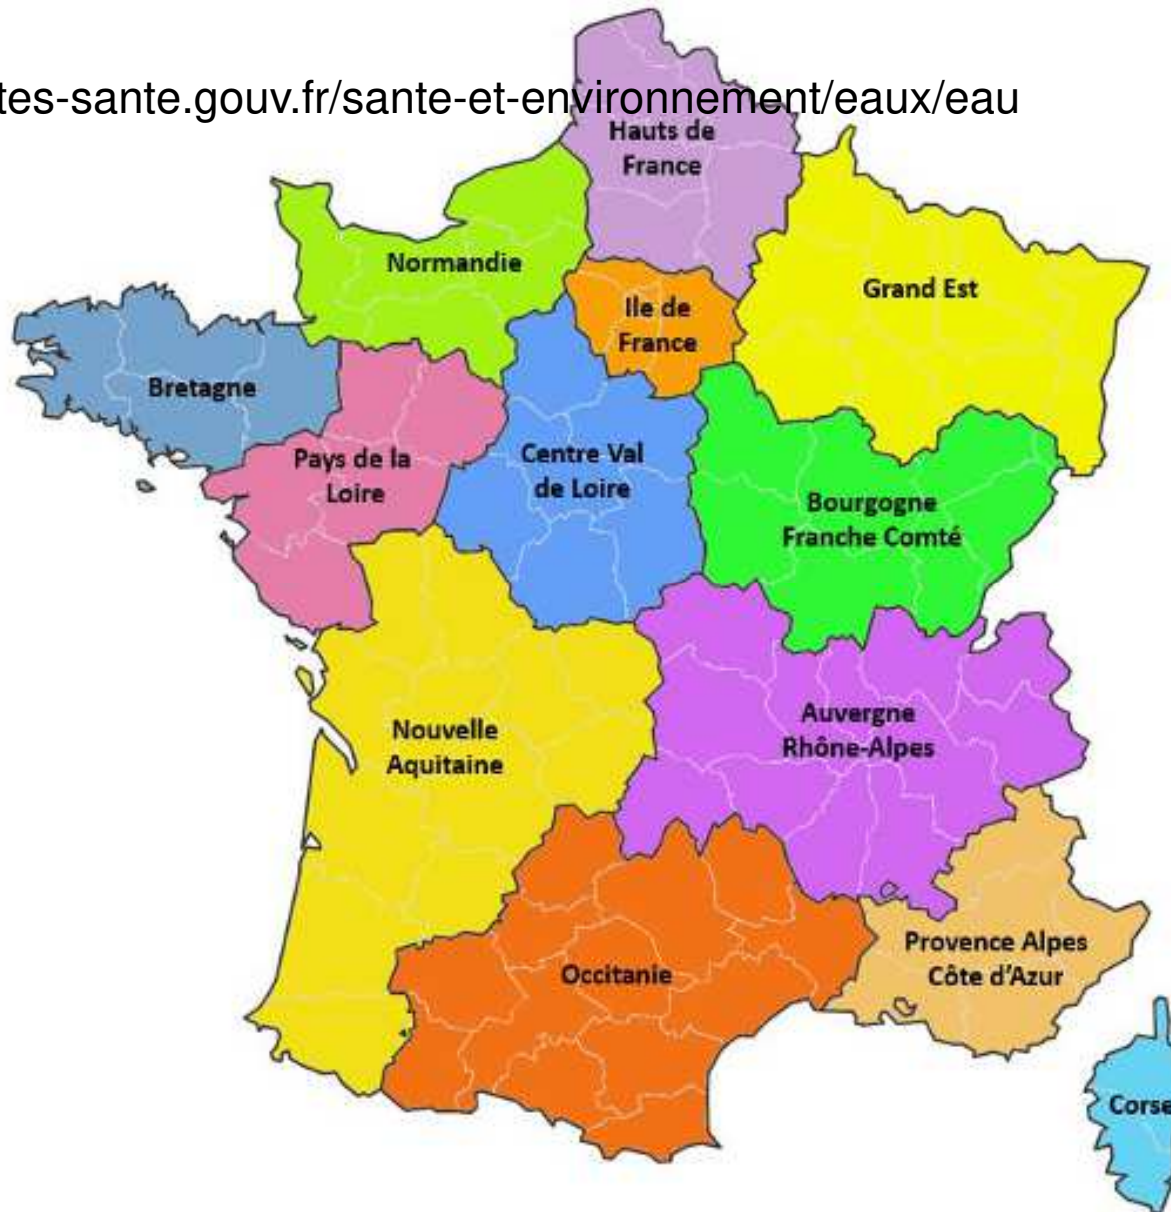 tes-sante.gouv.fr/sante-et-environnement/eaux/eau
Hauts de
France
Normandie
Grand Est
Ile de
France
Bretagne
Pays de la
Loire
Centre Val
de Loire
Bourgogne
Franche Comté
Nouvelle
Aquitaine
Auvergne
Rhône-Alpes
Occitanie
Provence Alpes
Côte d'Azur
Corse